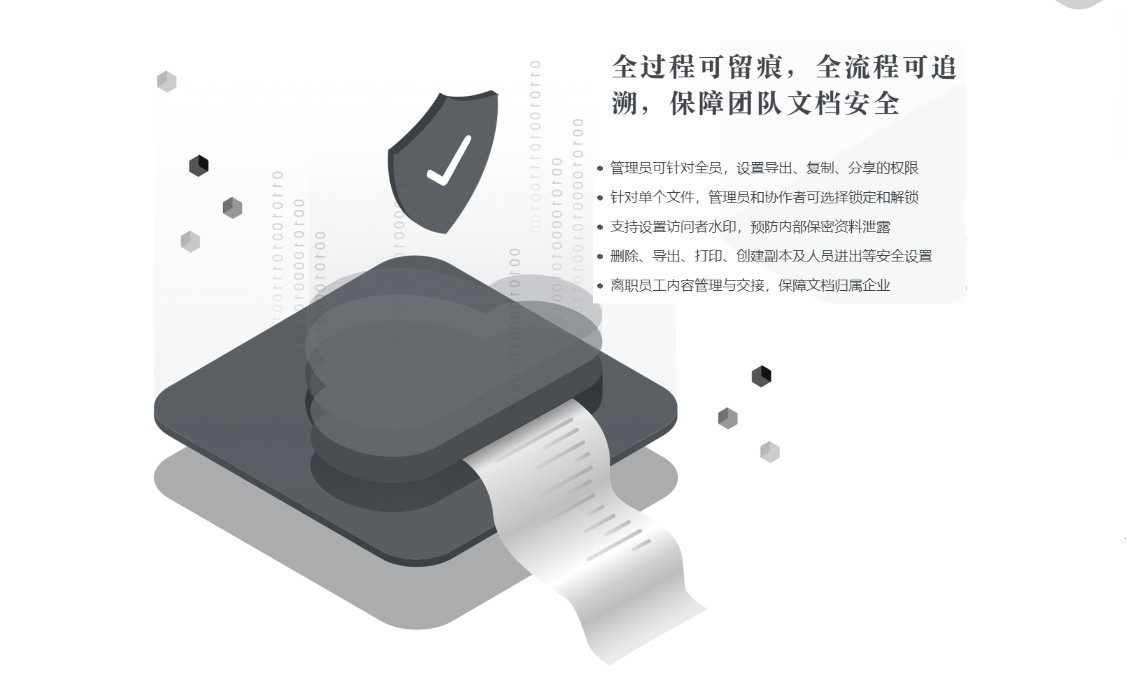 全过程可留痕，全流程可追
溯，保障团队文档安全
管理员可针对全员，设置导出、复制、分享的权限
针对单个文件，管理员和协作者可选择锁定和解锁
支持设置访问者水印，预防内部保密资料泄露
删除、导出、打印、创建副本及人员进出等安全设置
离职员工内容管理与交接，保障文档归属企业